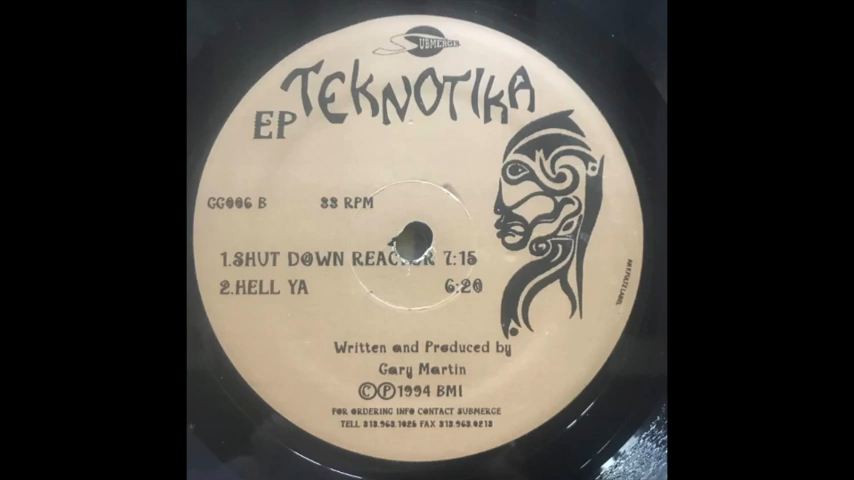 SUBMERGE
TEKNOTIKA
EP
GG006 B 33 RPM
1.SHUT DOWN REACTOR 7:15
2.HELL YA 6:20
Written and Produced by
Gary Martin
©℗1994 BMI
FOR ORDERING INFO CONTACT SUBMERGE
TELL 313.963.1026 FAX 313.963.0213